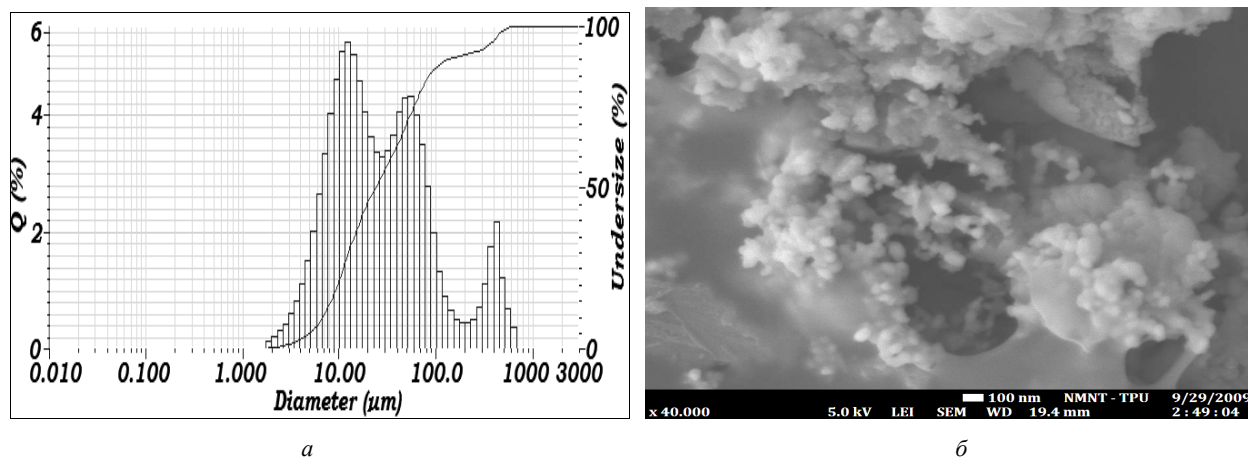 6
4
2
0
Q (%)
100
50
0
Undersize (%)
0.010 0.100 1.000 10.00 100.0 1000 3000
Diameter (µm)
100 nm NMNT - TPU 9/29/2009
x 40.000 5.0 kV LEI SEM WD 19.4 mm 2 : 49 : 04
а б